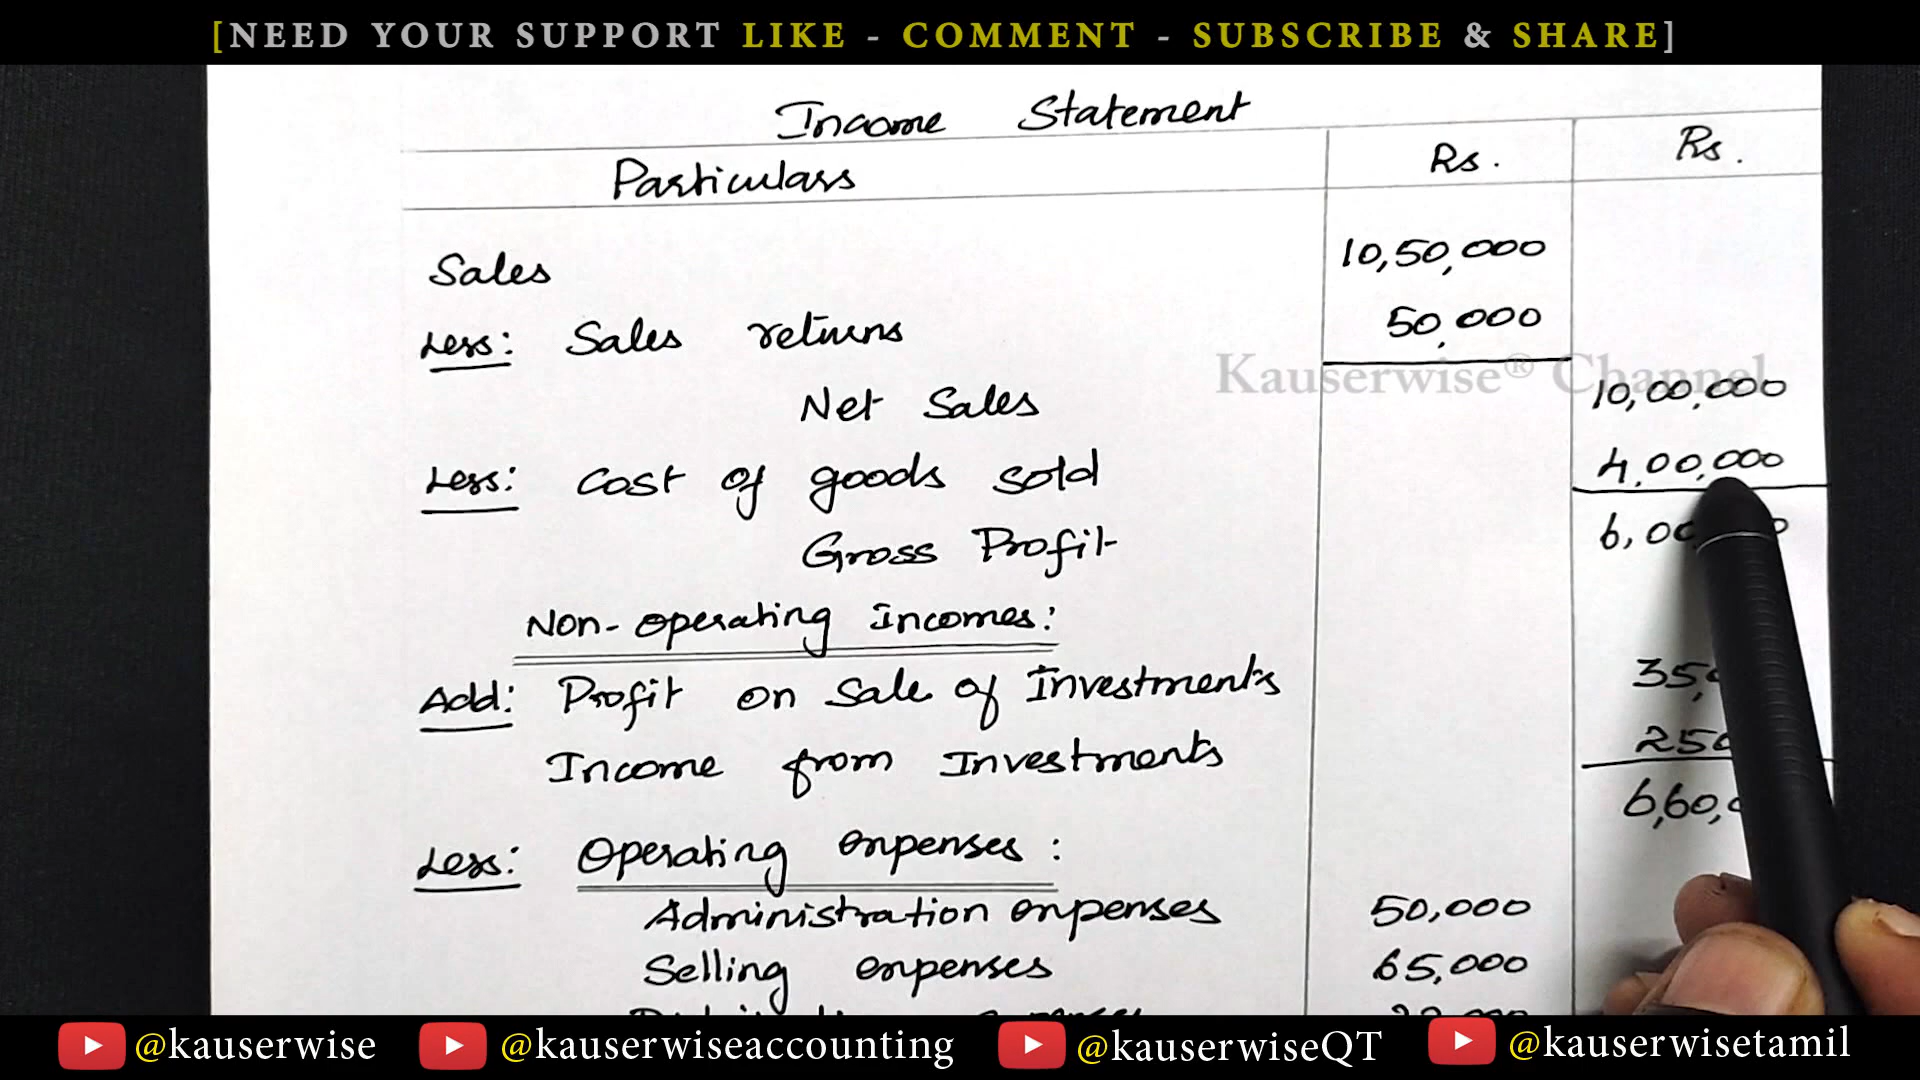 [NEED YOUR SUPPORT LIKE - COMMENT - SUBSCRIBE & SHARE]
Income Statement
Particulars Rs. Rs.
Sales 10,50,000
Less: Sales returns 50,000
Kauserwise® Channel
Net Sales 10,00,000
Less: Cost of goods sold 4,00,000
Gross Profit
Non-operating Incomes:
Add: Profit on Sale of Investments
Income from Investments
Less: Operating expenses:
Administration expenses 50,000
Selling expenses 65,000
@kauserwise @kauserwiseaccounting @kauserwiseQT @kauserwisetamil